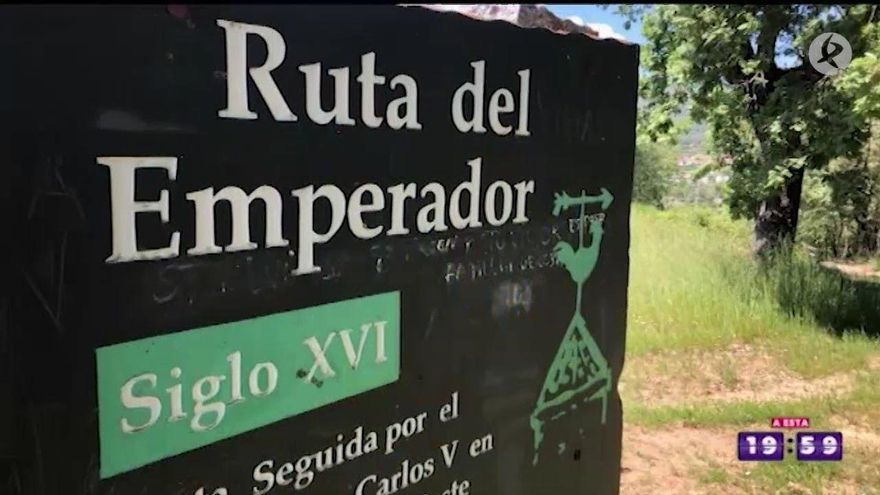 Ruta del
Emperador
Siglo XVI
Seguida por el
Carlos V en
A ESTA
19:59